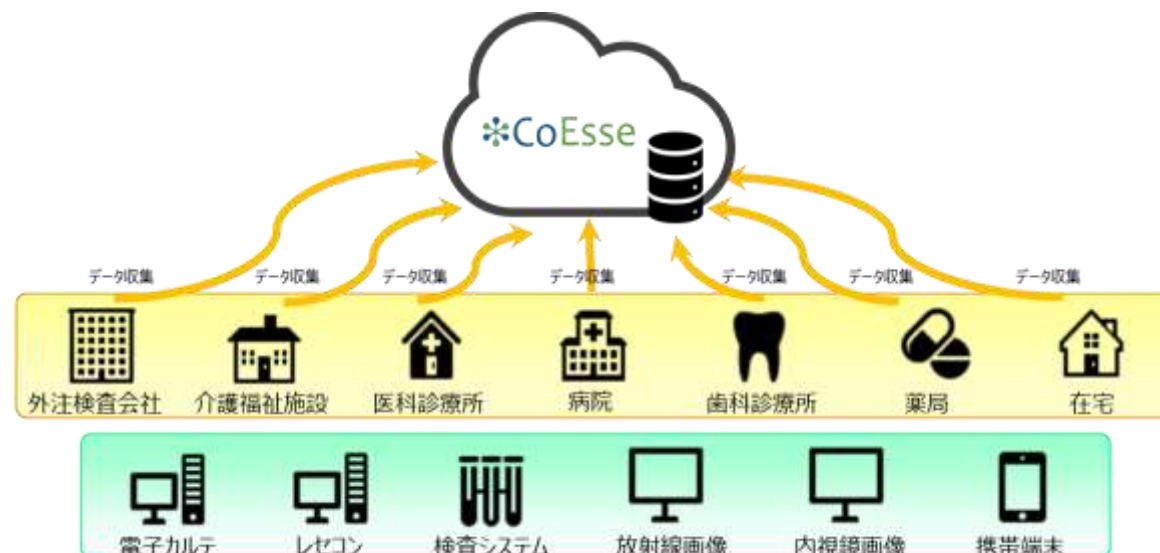 CoEsse
データ収集 データ収集 データ収集 データ収集 データ収集 データ収集 データ収集
外注検査会社 介護福祉施設 医科診療所 病院 歯科診療所 薬局 在宅
電子カルテ レセコン 検査システム 放射線画像 内視鏡画像 携帯端末